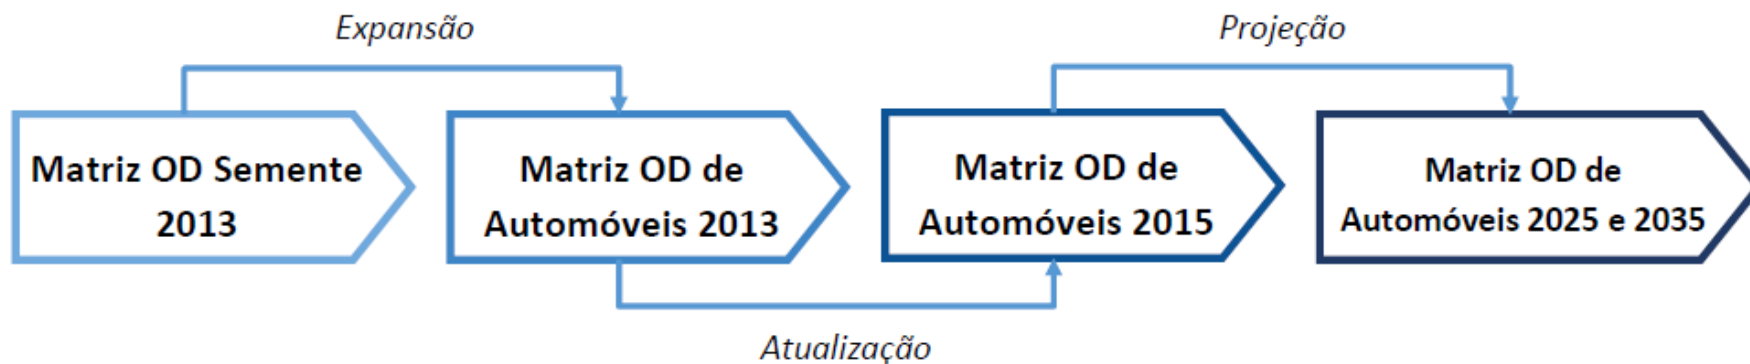 Expansão
Projeção
Matriz OD Semente
2013
Matriz OD de
Automóveis 2013
Matriz OD de
Automóveis 2015
Matriz OD de
Automóveis 2025 e 2035
Atualização